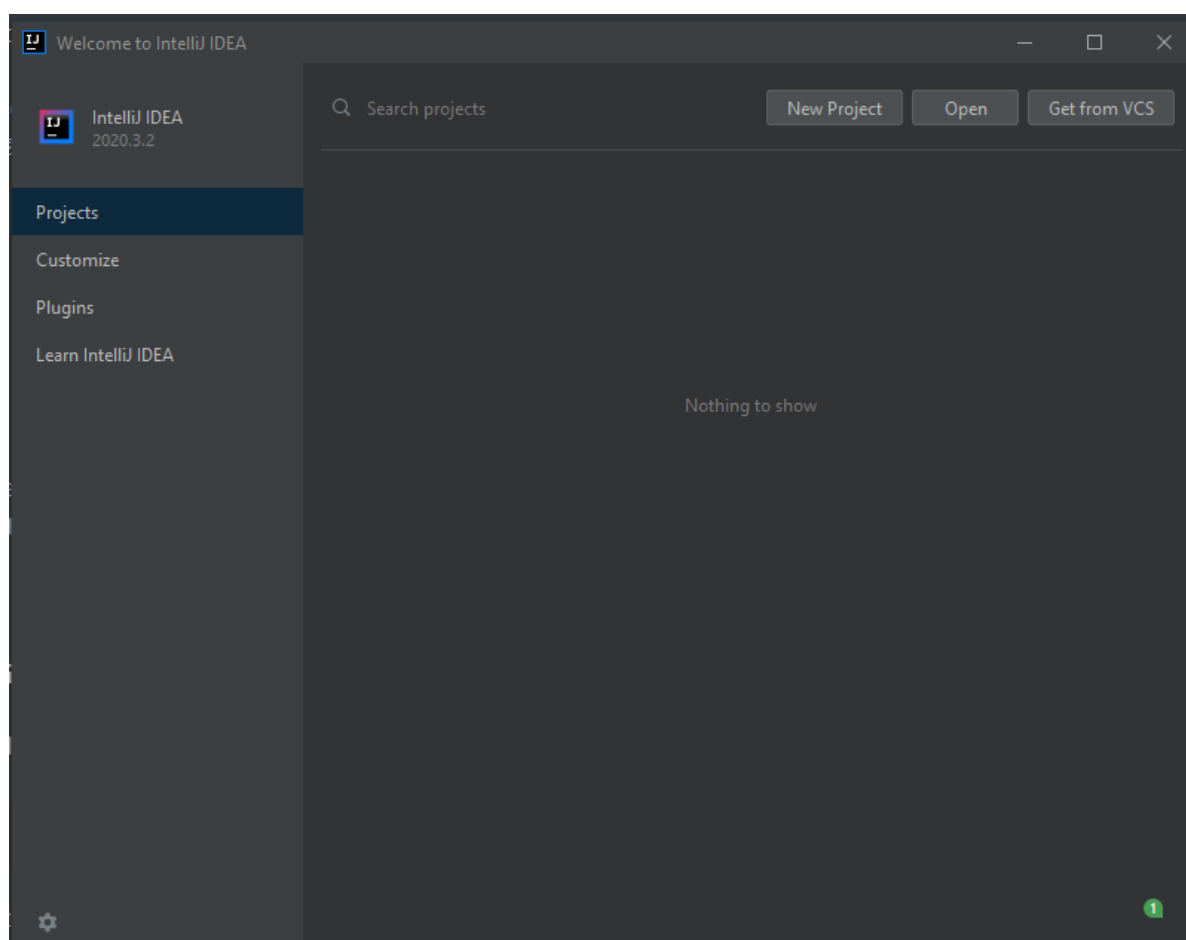 IJ Welcome to IntelliJ IDEA
IJ IntelliJ IDEA
2020.3.2
Search projects New Project Open Get from VCS
Projects
Customize
Plugins
Learn IntelliJ IDEA
Nothing to show
1